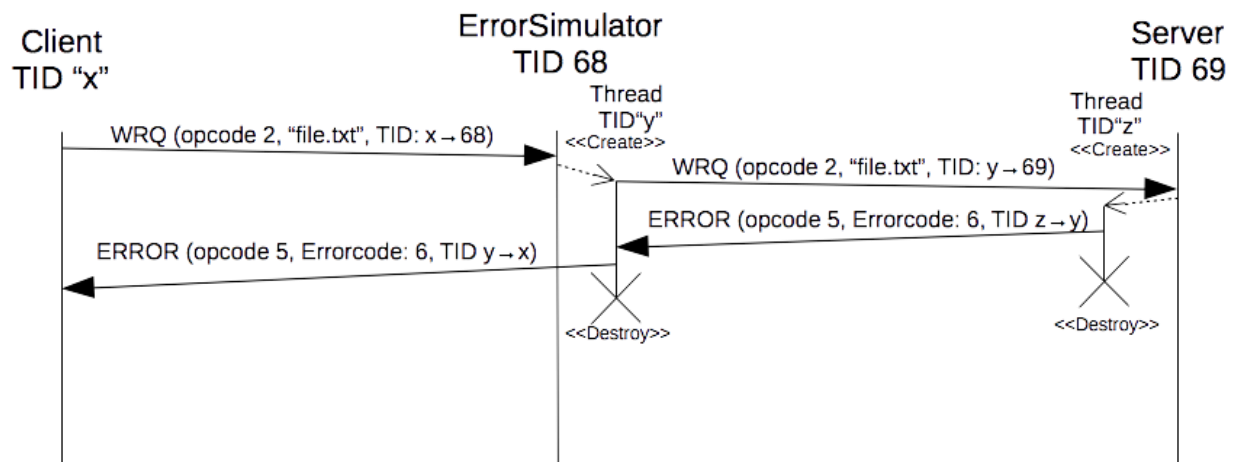 Client
TID “x”
ErrorSimulator
TID 68
Server
TID 69
Thread
TID“y”
<<Create>>
Thread
TID“z”
<<Create>>
WRQ (opcode 2, “file.txt”, TID: x→68)
WRQ (opcode 2, “file.txt”, TID: y→69)
ERROR (opcode 5, Errorcode: 6, TID z→y)
ERROR (opcode 5, Errorcode: 6, TID y→x)
<<Destroy>>
<<Destroy>>